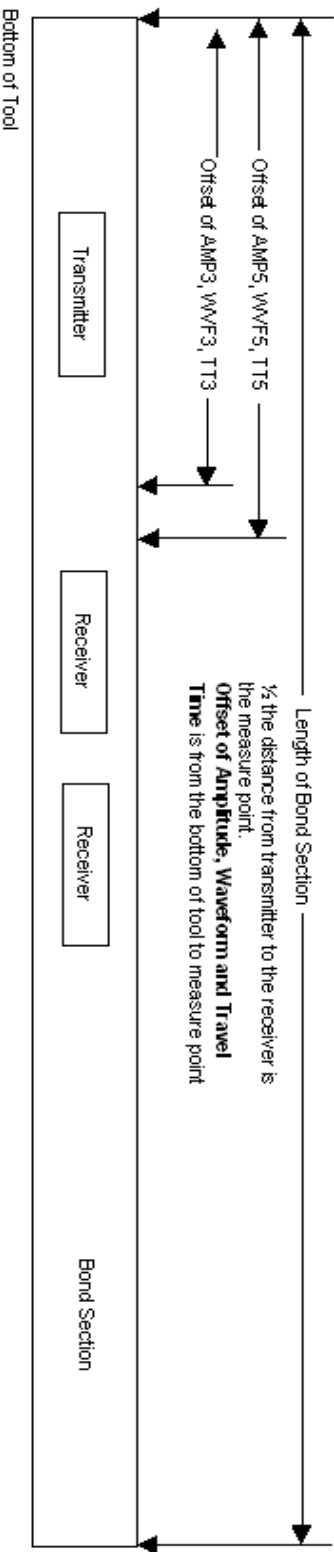 Length of Bond Section
Offset of AMP5, WVF5, TT5
Offset of AMP3, WVF3, TT3
½ the distance from transmitter to the receiver is
the measure point.
Offset of Amplitude, Waveform and Travel
Time is from the bottom of tool to measure point
Transmitter
Receiver
Receiver
Bond Section
Bottom of Tool